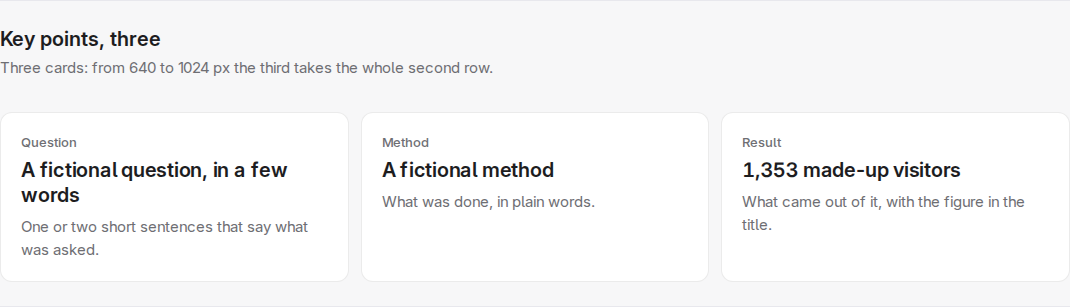 Key points, three
Three cards: from 640 to 1024 px the third takes the whole second row.
Question
A fictional question, in a few
words
One or two short sentences that say what
was asked.
Method
A fictional method
What was done, in plain words.
Result
1,353 made-up visitors
What came out of it, with the figure in the
title.